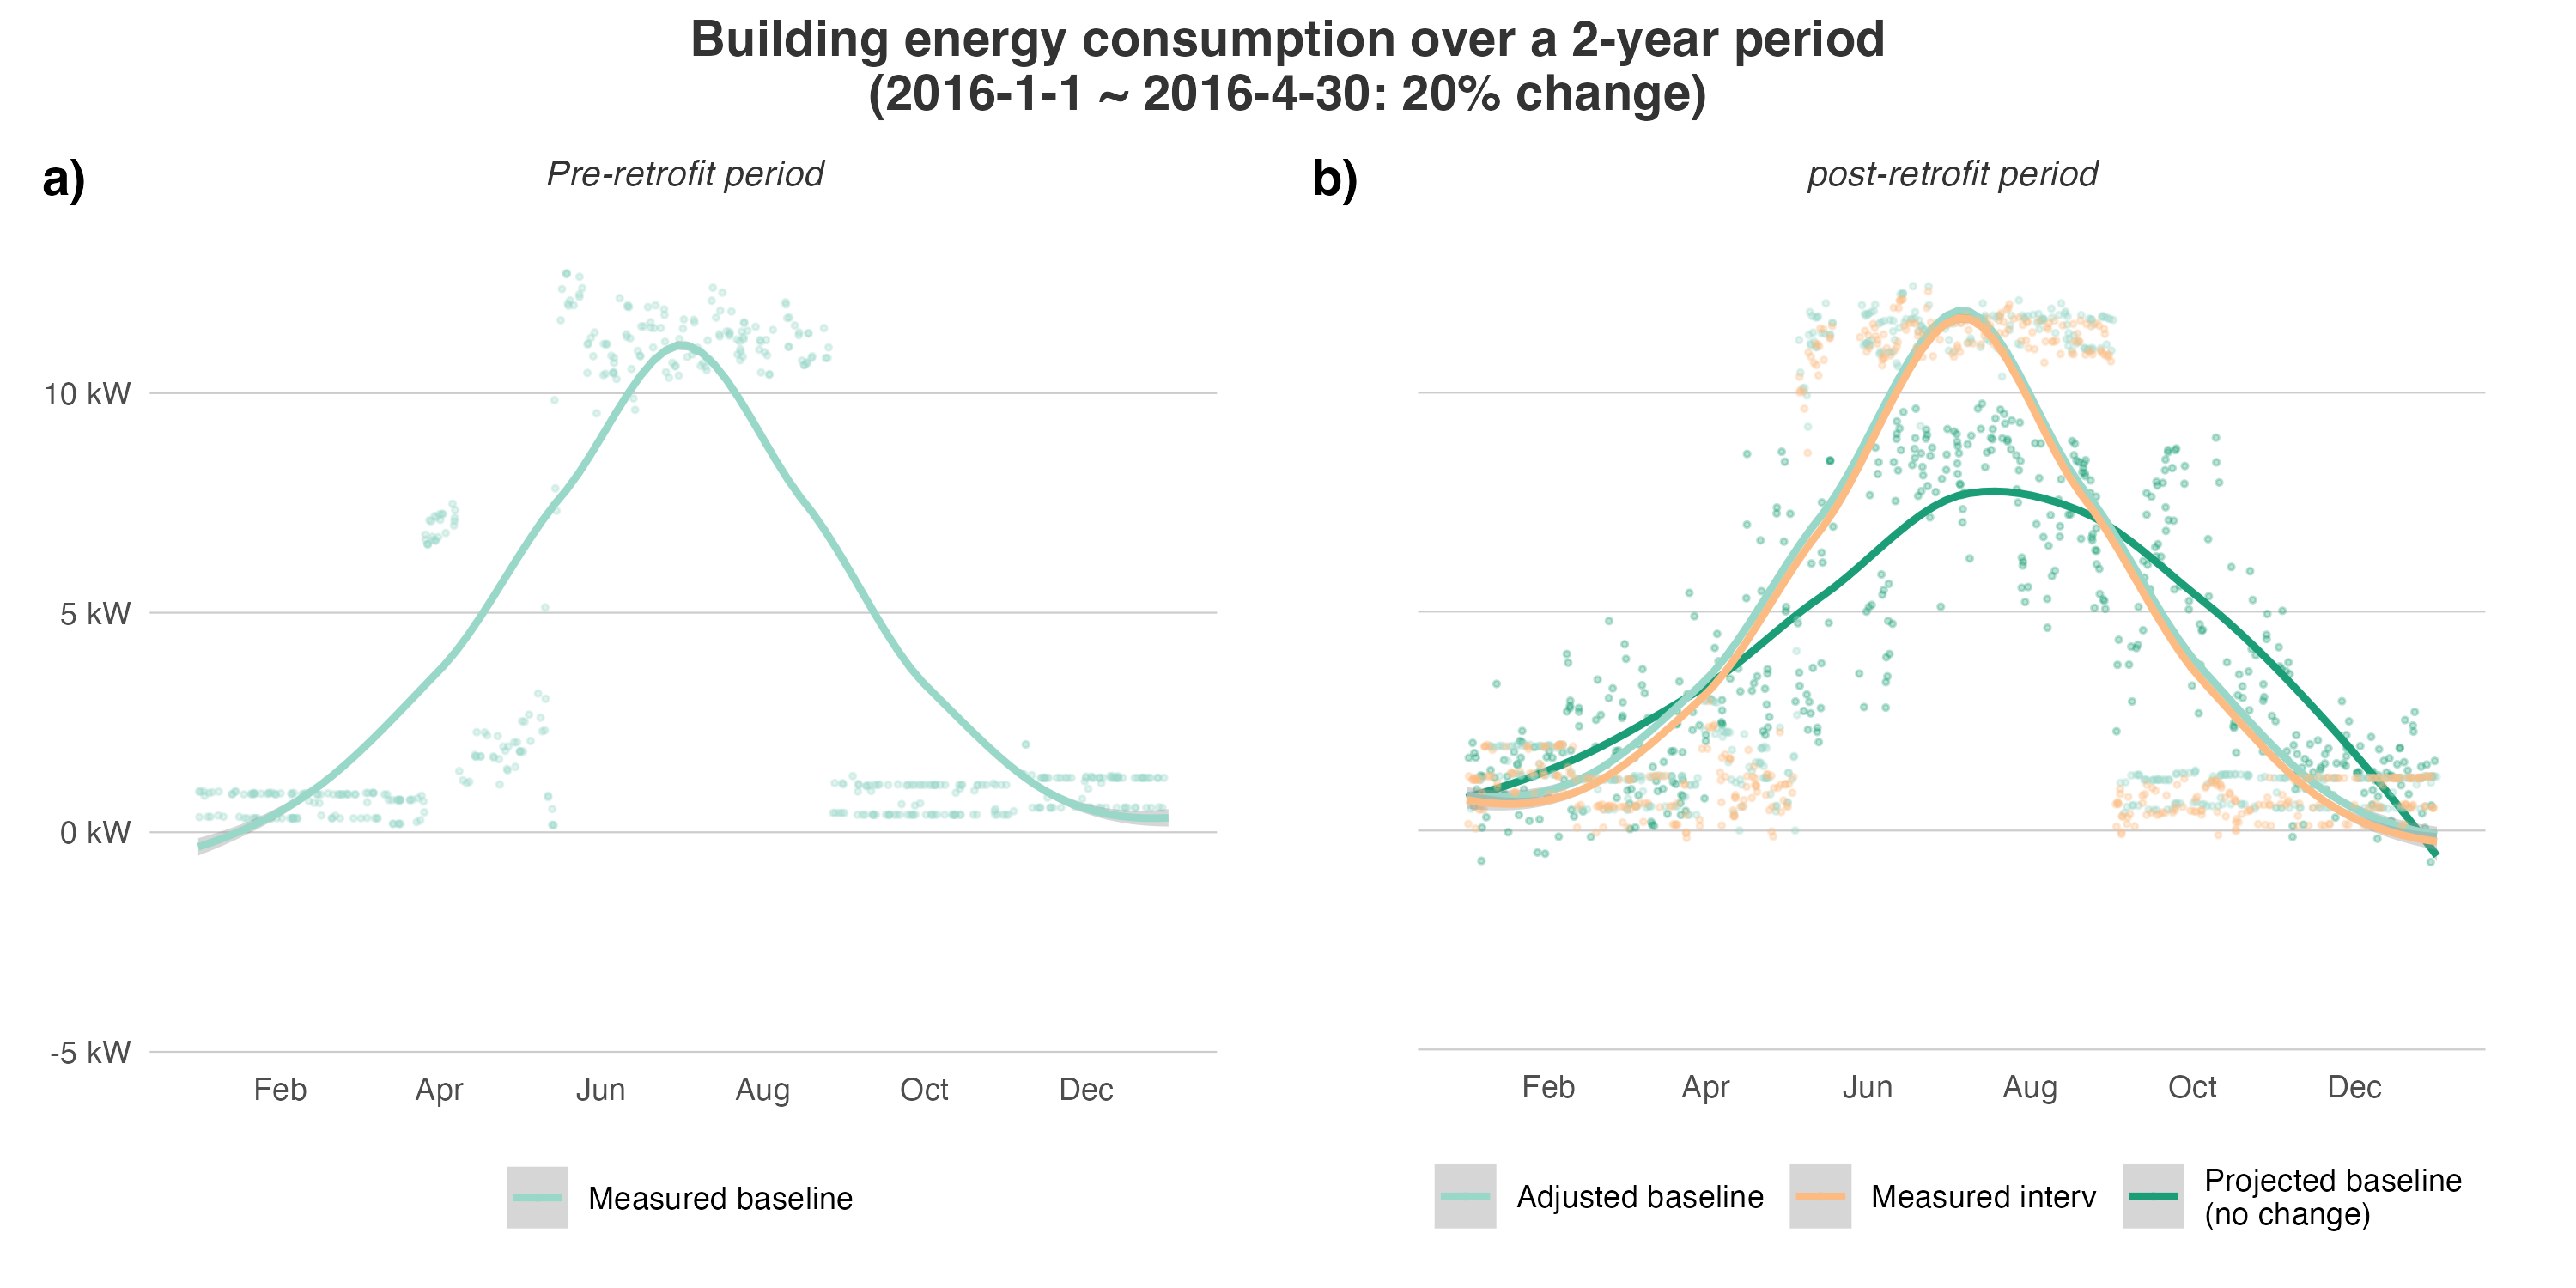 Building energy consumption over a 2-year period
(2016-1-1 ~ 2016-4-30: 20% change)
a)
Pre-retrofit period
10 kW
5 kW
0 kW
-5 kW
Feb Apr Jun Aug Oct Dec
Measured baseline
b)
post-retrofit period
Feb Apr Jun Aug Oct Dec
Adjusted baseline
Measured interv
Projected baseline
(no change)